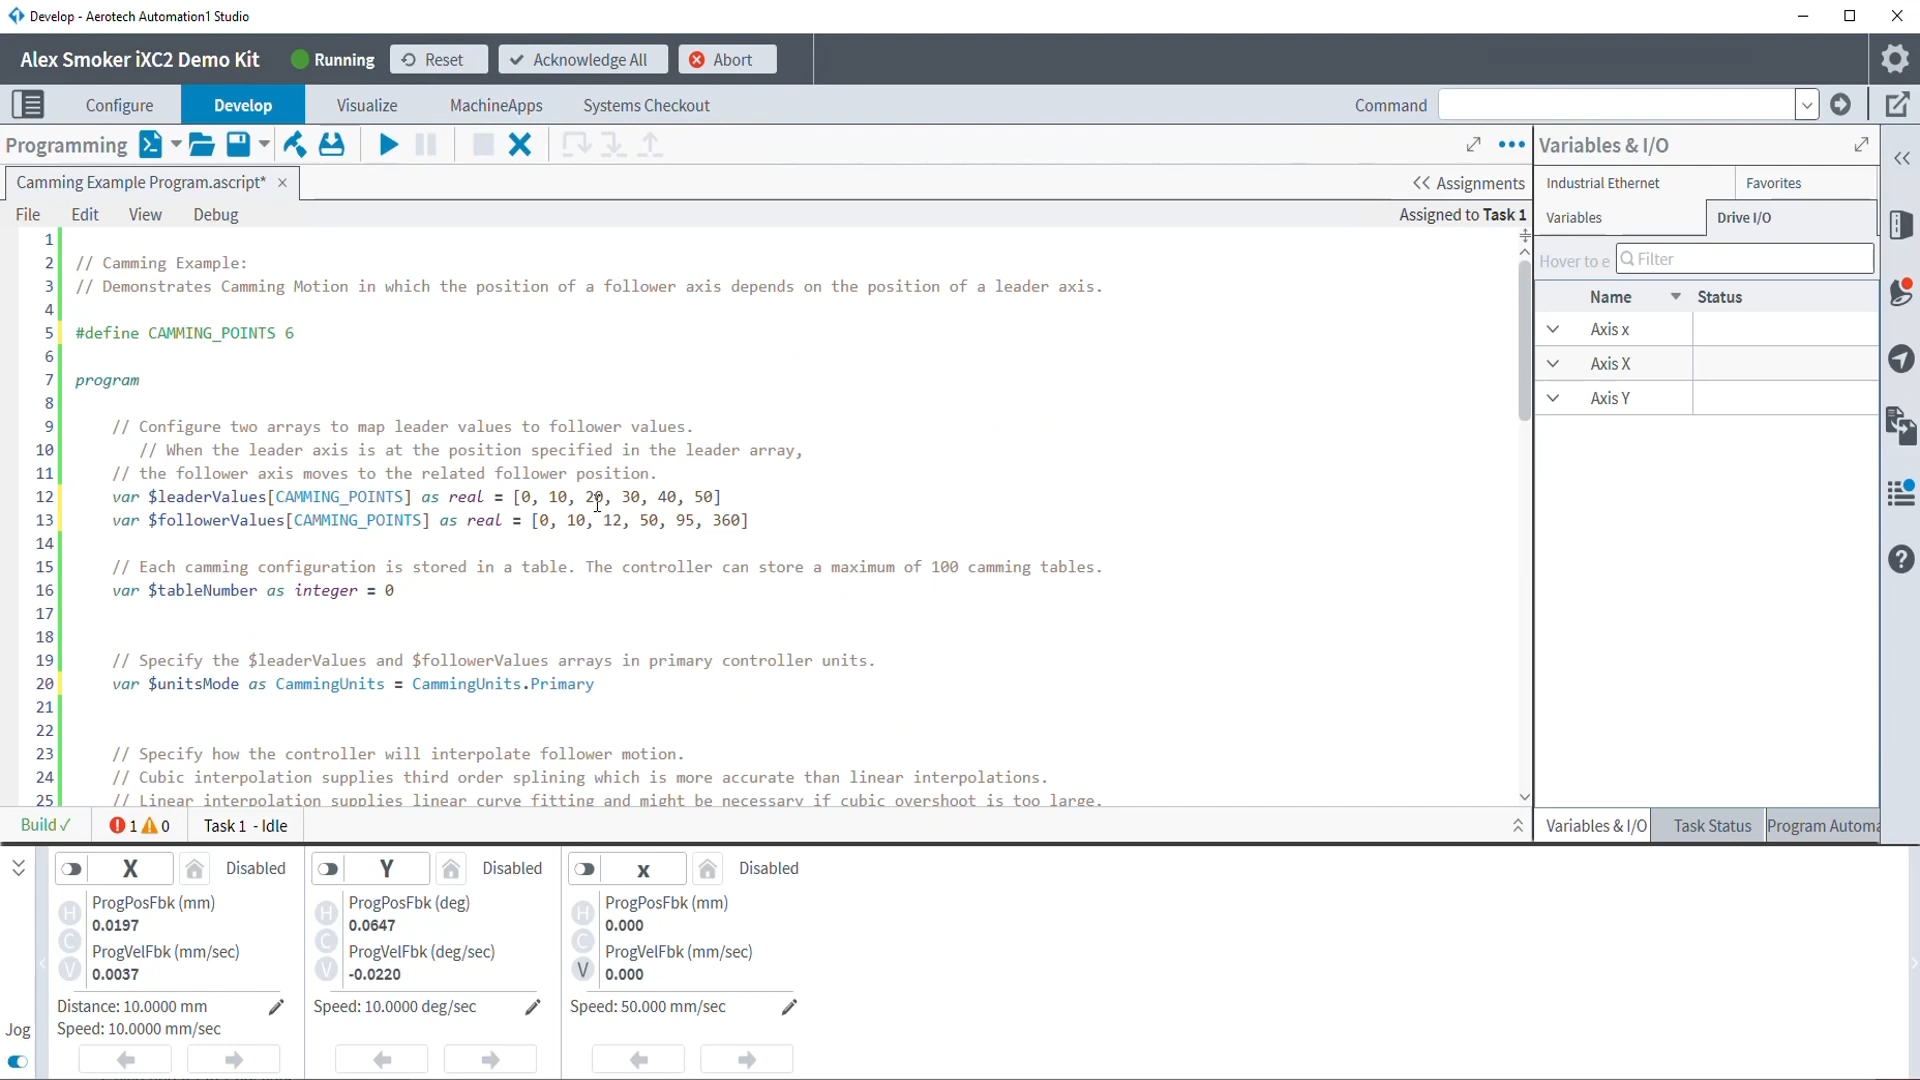 Develop - Aerotech Automation1 Studio
Alex Smoker iXC2 Demo Kit
Running
Reset
Acknowledge All
Abort
Configure
Develop
Visualize
MachineApps
Systems Checkout
Command
Programming
Variables & I/O
Camming Example Program.ascript*
Assignments
Industrial Ethernet
Favorites
File
Edit
View
Debug
Assigned to Task 1
Variables
Drive I/O
Hover to e
Filter
Name
Status
Axis x
Axis X
Axis Y
1
2 // Camming Example:
3 // Demonstrates Camming Motion in which the position of a follower axis depends on the position of a leader axis.
4
5 #define CAMMING_POINTS 6
6
7 program
8
9 // Configure two arrays to map leader values to follower values.
10 // When the leader axis is at the position specified in the leader array,
11 // the follower axis moves to the related follower position.
12 var $leaderValues[CAMMING_POINTS] as real = [0, 10, 20, 30, 40, 50]
13 var $followerValues[CAMMING_POINTS] as real = [0, 10, 12, 50, 95, 360]
14
15 // Each camming configuration is stored in a table. The controller can store a maximum of 100 camming tables.
16 var $tableNumber as integer = 0
17
18
19 // Specify the $leaderValues and $followerValues arrays in primary controller units.
20 var $unitsMode as CammingUnits = CammingUnits.Primary
21
22
23 // Specify how the controller will interpolate follower motion.
24 // Cubic interpolation supplies third order splining which is more accurate than linear interpolations.
25 // Linear interpolation supplies linear curve fitting and might be necessary if cubic overshoot is too large.
Build✓
1
0
Task 1 - Idle
Variables & I/O
Task Status
Program Automa
X
Disabled
H
C
V
ProgPosFbk (mm)
0.0197
ProgVelFbk (mm/sec)
0.0037
Distance: 10.0000 mm
Speed: 10.0000 mm/sec
Y
Disabled
H
C
V
ProgPosFbk (deg)
0.0647
ProgVelFbk (deg/sec)
-0.0220
Speed: 10.0000 deg/sec
x
Disabled
H
C
V
ProgPosFbk (mm)
0.000
ProgVelFbk (mm/sec)
0.000
Speed: 50.000 mm/sec
Jog